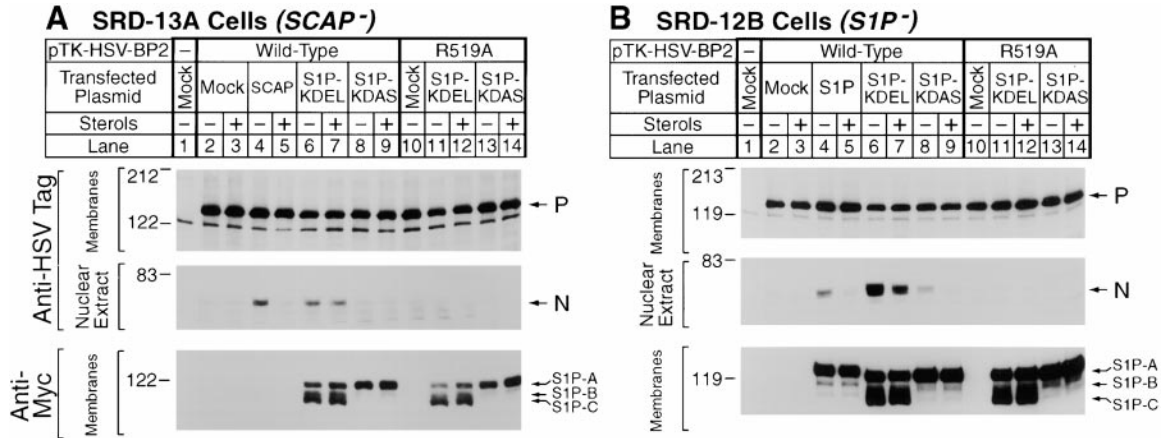 A SRD-13A Cells (SCAP-)
pTK-HSV-BP2 – Wild-Type R519A
Transfected Plasmid Mock Mock SCAP S1P-KDEL S1P-KDAS Mock S1P-KDEL S1P-KDAS
Sterols – – + – + – + – + – – + – +
Lane 1 2 3 4 5 6 7 8 9 10 11 12 13 14
Anti-HSV Tag
Membranes
212
122
P
Nuclear Extract
83
N
Anti-Myc
Membranes
122
S1P-A
S1P-B
S1P-C
B SRD-12B Cells (S1P-)
pTK-HSV-BP2 – Wild-Type R519A
Transfected Plasmid Mock Mock S1P S1P-KDEL S1P-KDAS Mock S1P-KDEL S1P-KDAS
Sterols – – + – + – + – + – – + – +
Lane 1 2 3 4 5 6 7 8 9 10 11 12 13 14
Membranes
213
119
P
Nuclear Extract
83
N
Membranes
119
S1P-A
S1P-B
S1P-C